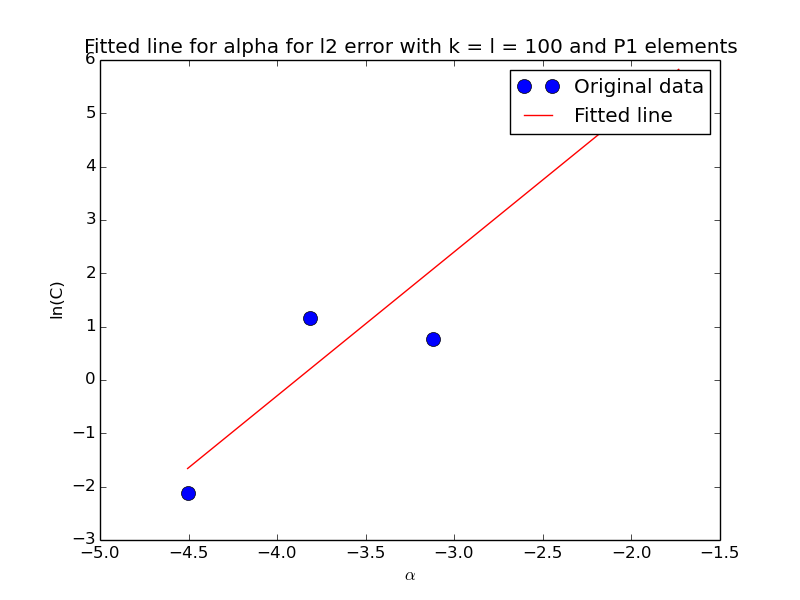 Fitted line for alpha for l2 error with k = l = 100 and P1 elements
6
5
4
3
2
1
0
−1
−2
−3
ln(C)
Original data
Fitted line
−5.0 −4.5 −4.0 −3.5 −3.0 −2.5 −2.0 −1.5
α